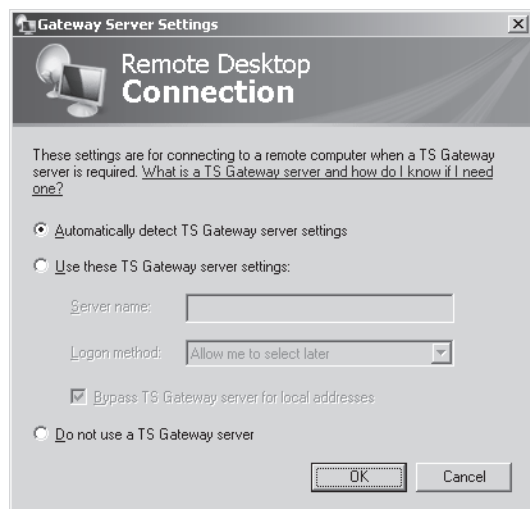 Gateway Server Settings
Remote Desktop
Connection
These settings are for connecting to a remote computer when a TS Gateway
server is required. What is a TS Gateway server and how do I know if I need
one?
Automatically detect TS Gateway server settings
Use these TS Gateway server settings:
Server name:
Logon method: Allow me to select later
Bypass TS Gateway server for local addresses
Do not use a TS Gateway server
OK Cancel